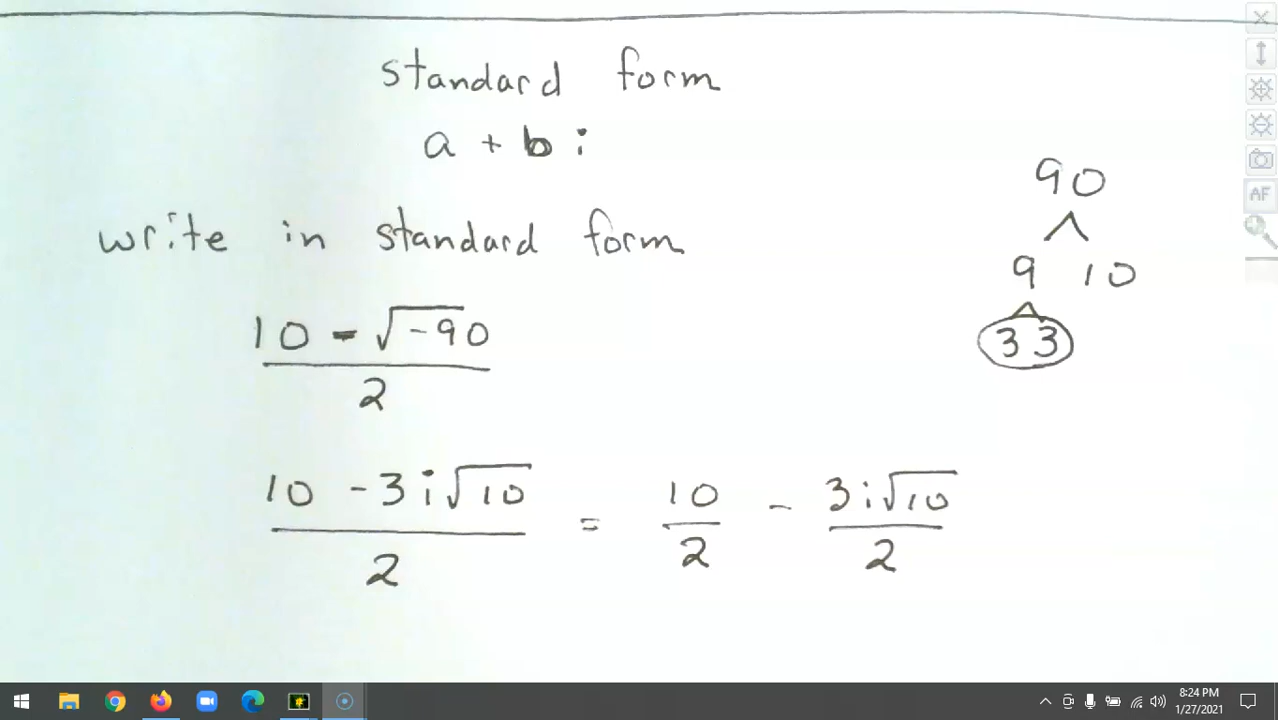 standard form
a + bi
write in standard form
90
9 10
3 3
10 - √-90
2
10 - 3i√10 = 10 - 3i√10
2 2 2
AF
8:24 PM
1/27/2021